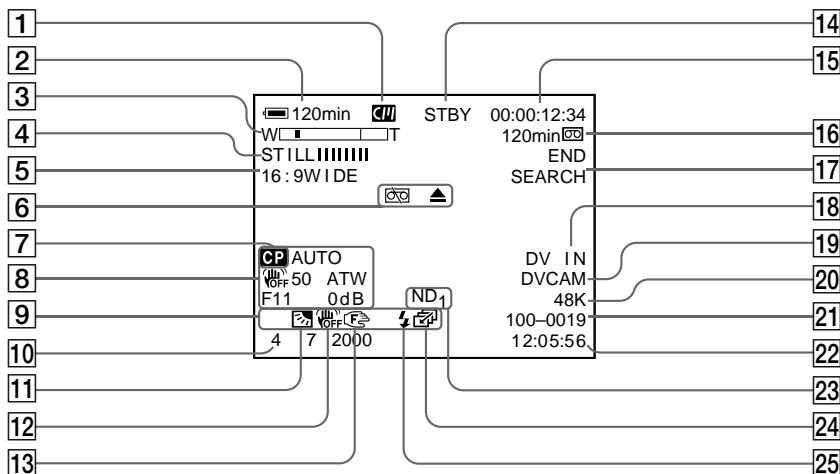 1
2
3
4
5
6
7
8
9
10
11
12
13
120min
STBY
00:00:12:34
W T
120min
STILL
END
16:9WIDE
SEARCH
CP AUTO
DV IN
OFF 50 ATW
DVCAM
F11 0dB
ND1
48K
OFF F
100–0019
4 7 2000
12:05:56
14
15
16
17
18
19
20
21
22
23
24
25